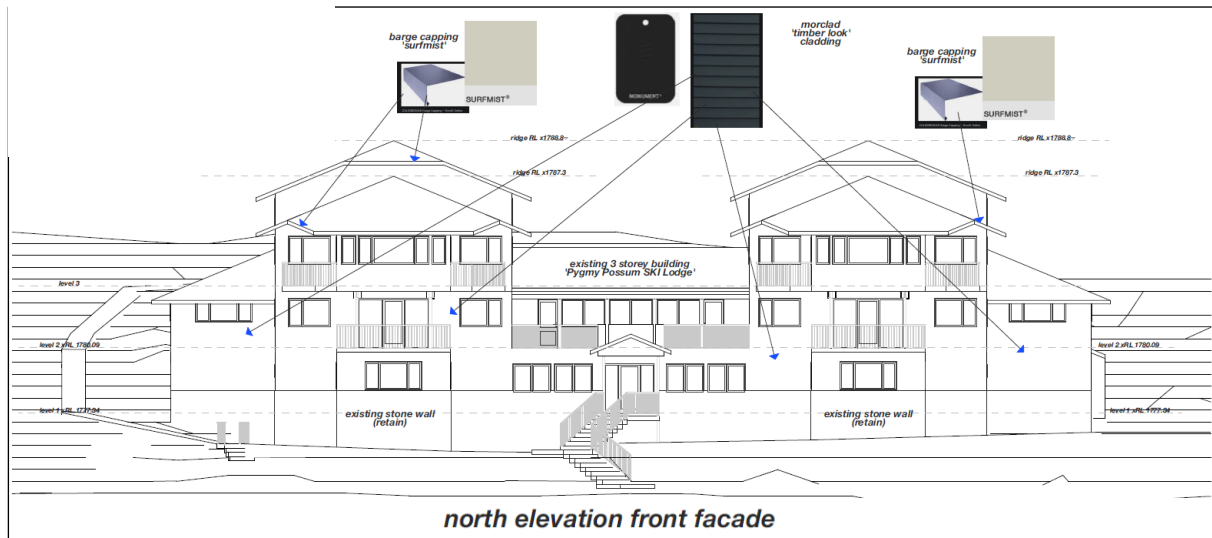 barge capping
'surfmist'
SURFMIST®
MONUMENT®
morclad
'timber look'
cladding
barge capping
'surfmist'
SURFMIST®
ridge RL x1788.8
ridge RL x1788.8
ridge RL x1787.3
ridge RL x1787.3
existing 3 storey building
'Pygmy Possum SKI Lodge'
level 3
level 2 xRL 1780.09
level 2 xRL 1780.09
level 1 xRL 1777.34
existing stone wall
(retain)
existing stone wall
(retain)
level 1 xRL 1777.34
north elevation front facade